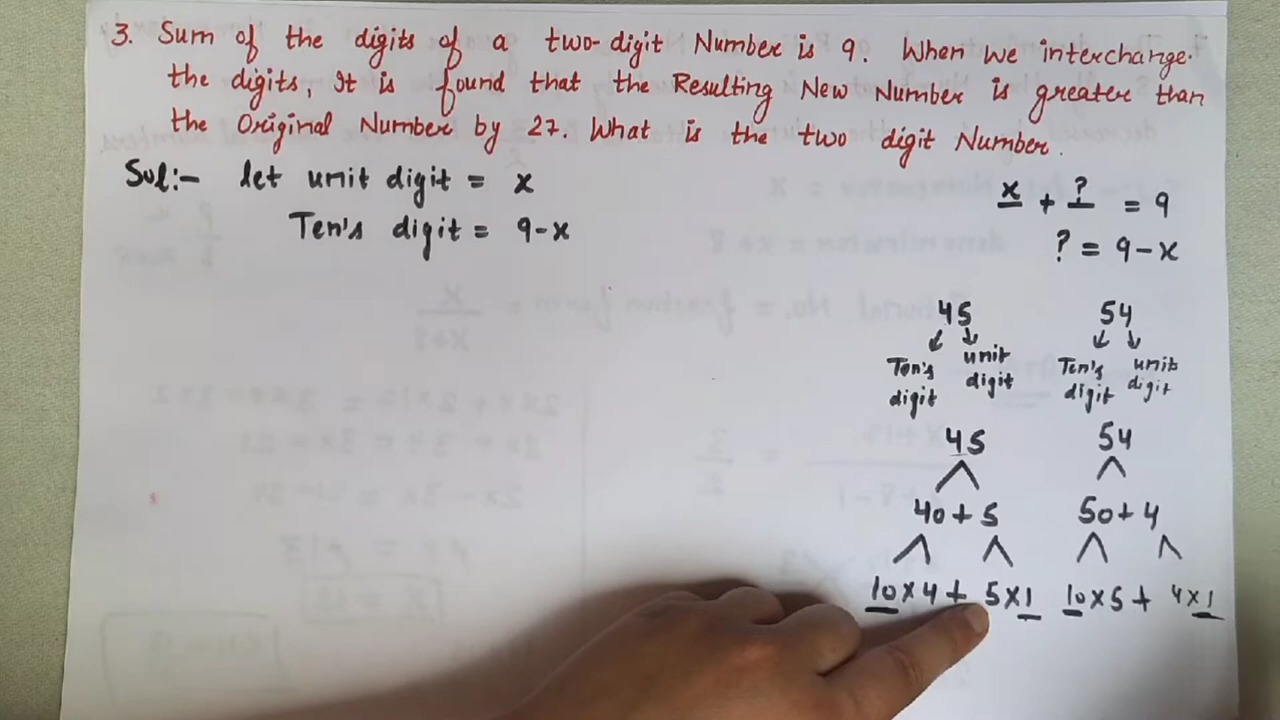 3. Sum of the digits of a two-digit Number is 9. When we interchange
the digits, It is found that the Resulting New Number is greater than
the Original Number by 27. What is the two digit Number.
Sol:- let unit digit = x
Ten's digit = 9-x
x + ? = 9
? = 9-x
45 54
Ten's digit unit digit Ten's digit unit digit
45 54
40+5 50+4
10×4+ 5×1 10×5+ 4×1